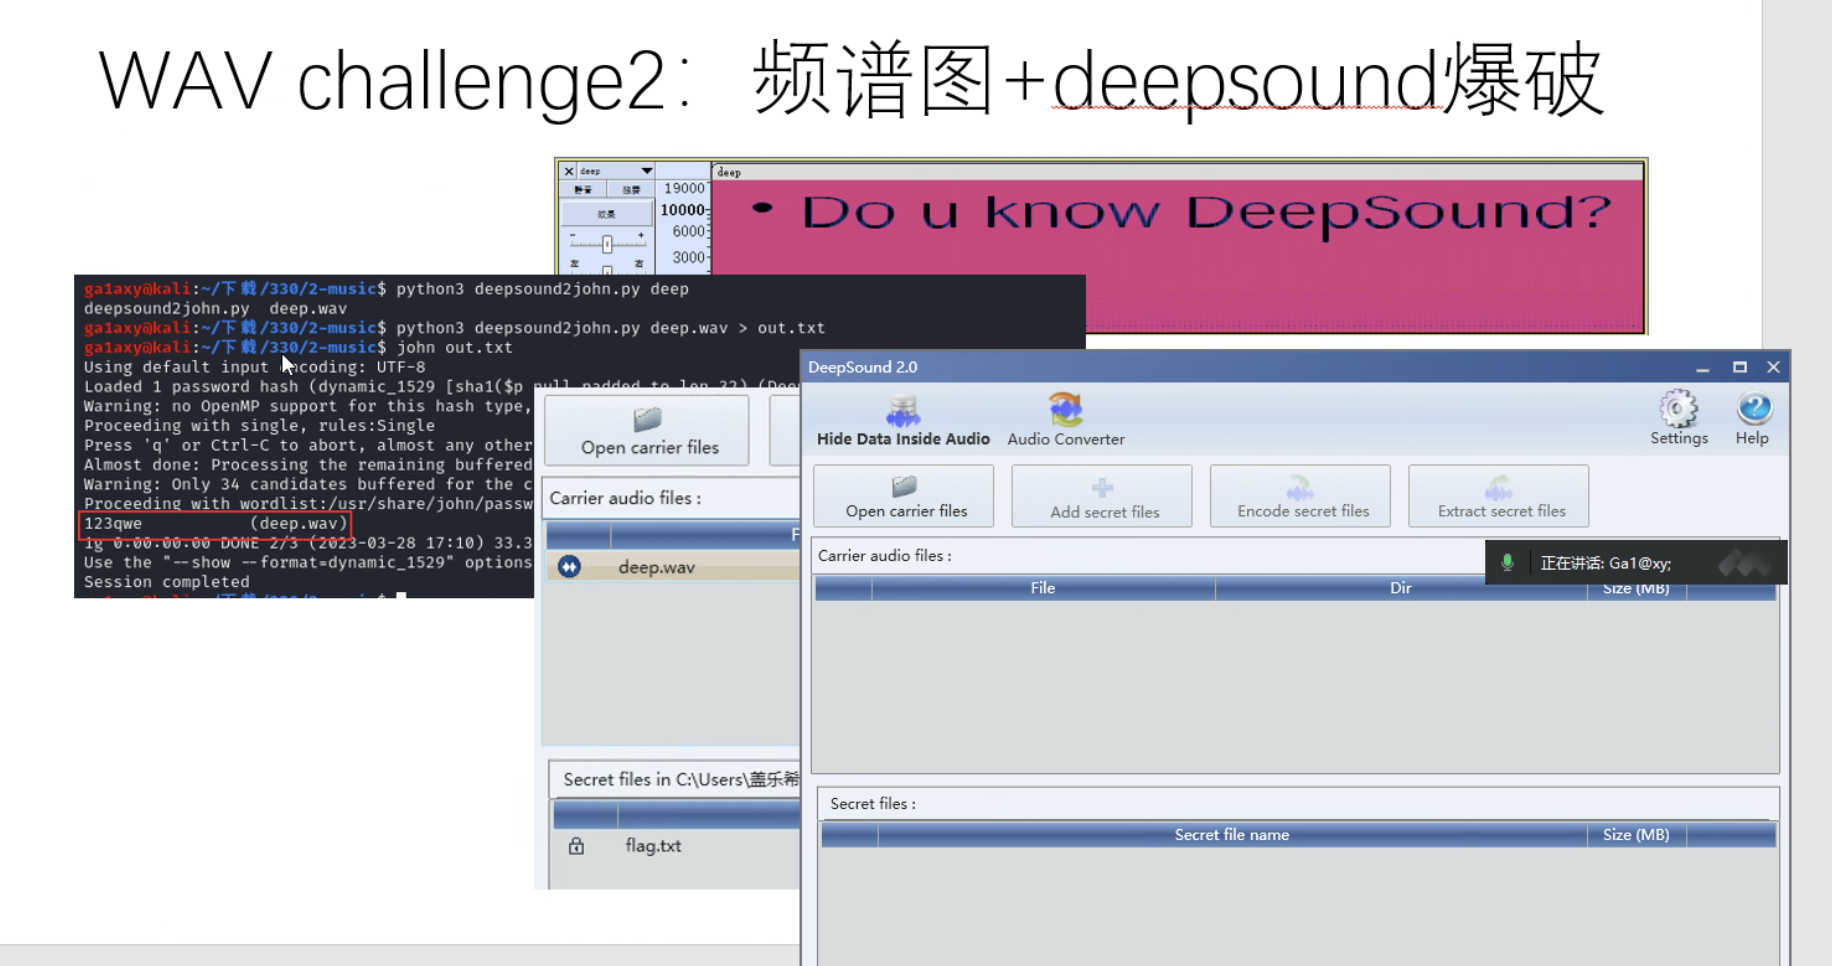 WAV challenge2：频谱图+deepsound爆破
deep
deep
静音
独奏
效果
- +
左 右
19000
10000
6000
3000
• Do u know DeepSound?
ga1axy@kali:~/下载/330/2-music$ python3 deepsound2john.py deep
deepsound2john.py deep.wav
ga1axy@kali:~/下载/330/2-music$ python3 deepsound2john.py deep.wav > out.txt
ga1axy@kali:~/下载/330/2-music$ john out.txt
Using default input encoding: UTF-8
Loaded 1 password hash (dynamic_1529 [sha1($p null_padded_to_len_32) (Dee
Warning: no OpenMP support for this hash type,
Proceeding with single, rules:Single
Press 'q' or Ctrl-C to abort, almost any other
Almost done: Processing the remaining buffered
Warning: Only 34 candidates buffered for the c
Proceeding with wordlist:/usr/share/john/passw
123qwe (deep.wav)
1g 0:00:00:00 DONE 2/3 (2023-03-28 17:10) 33.3
Use the "--show --format=dynamic_1529" options
Session completed
Open carrier files
Carrier audio files :
F
deep.wav
Secret files in C:\Users\盖乐希
flag.txt
DeepSound 2.0
Hide Data Inside Audio
Audio Converter
Settings
Help
Open carrier files
Add secret files
Encode secret files
Extract secret files
Carrier audio files :
正在讲话: Ga1@xy;
File
Dir
Size (MB)
Secret files :
Secret file name
Size (MB)